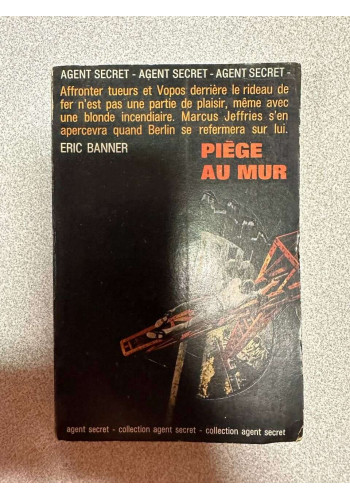 AGENT SECRET - AGENT SECRET - AGENT SECRET -
Affronter tueurs et Vopos derrière le rideau de
fer n'est pas une partie de plaisir, même avec
une blonde incendiaire. Marcus Jeffries s'en
apercevra quand Berlin se refermera sur lui.
ERIC BANNER
PIÈGE
AU MUR
agent secret - collection agent secret - collection agent secret